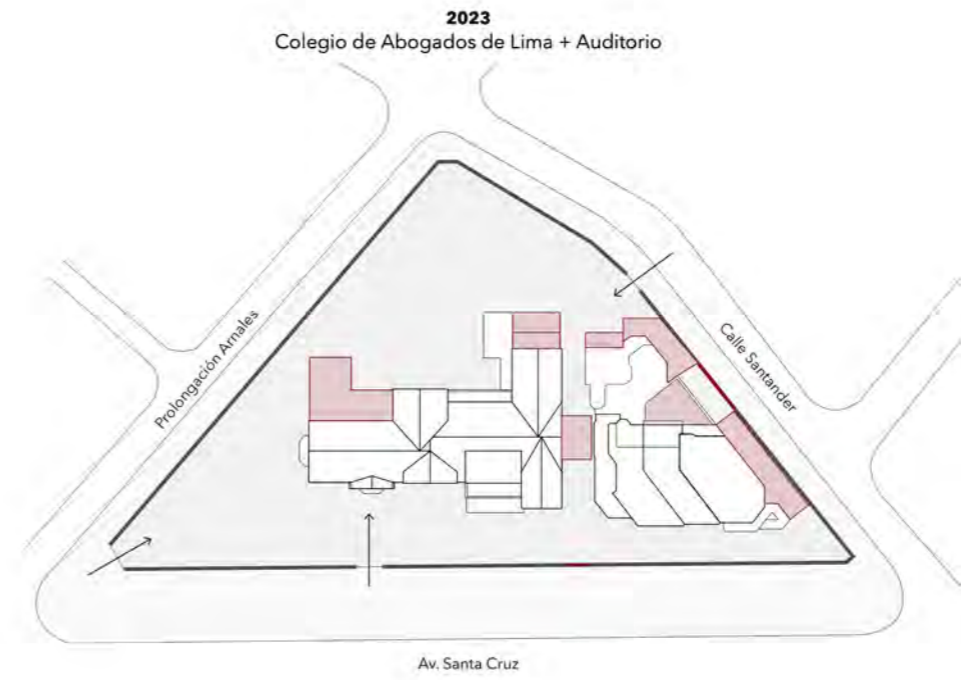 2023
Colegio de Abogados de Lima + Auditorio
Prolongación Arnales
Calle Santander
Av. Santa Cruz